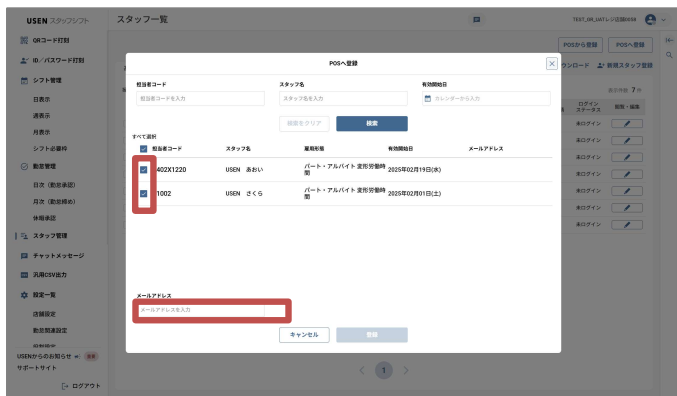 USEN スタッフシフト
スタッフ一覧
TEST_QR_UATレジ店舗0058
QRコード打刻
ID／パスワード打刻
シフト管理
日表示
週表示
月表示
シフト必要枠
勤怠管理
日次（勤怠承認）
月次（勤怠締め）
休暇承認
スタッフ管理
チャットメッセージ
汎用CSV出力
設定一覧
店舗設定
勤怠関連設定
USENからのお知らせ
重要
サポートサイト
ログアウト
POSから登録
POSへ登録
ウンロード
新規スタッフ登録
表示件数 7 件
ログイン
ステータス
閲覧・編集
未ログイン
未ログイン
未ログイン
未ログイン
未ログイン
未ログイン
未ログイン
POSへ登録
担当者コード
スタッフ名
有効開始日
担当者コードを入力
スタッフ名を入力
カレンダーから入力
検索をクリア
検索
すべて選択
担当者コード
スタッフ名
雇用形態
有効開始日
メールアドレス
402X1220
USEN あおい
パート・アルバイト 変形労働時
間
2025年02月19日(水)
1002
USEN さくら
パート・アルバイト 変形労働時
間
2025年02月01日(土)
メールアドレス
メールアドレスを入力
キャンセル
登録
1